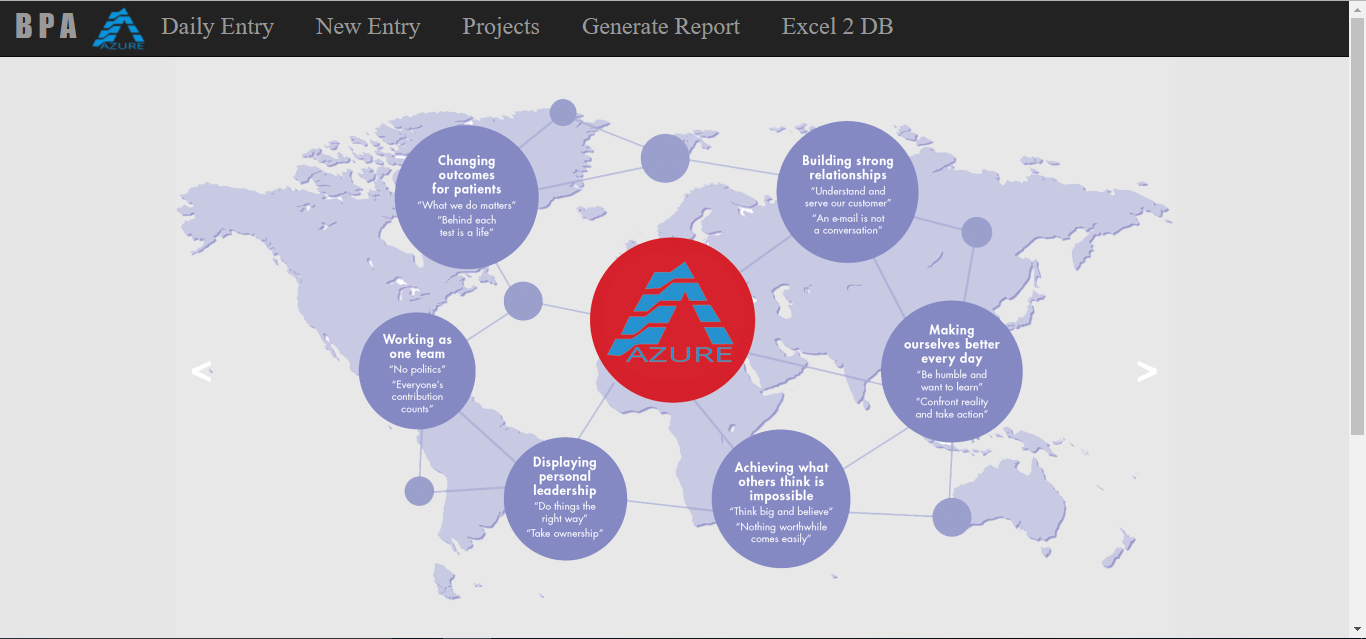 BPA AZURE Daily Entry New Entry Projects Generate Report Excel 2 DB
Changing
outcomes
for patients
“What we do matters”
“Behind each
test is a life”
Building strong
relationships
“Understand and
serve our customer”
“An e-mail is not
a conversation”
AZURE
Working as
one team
“No politics”
“Everyone’s
contribution
counts”
Making
ourselves better
every day
“Be humble and
want to learn”
“Confront reality
and take action”
<
>
Displaying
personal
leadership
“Do things the
right way”
“Take ownership”
Achieving what
others think is
impossible
“Think big and believe”
“Nothing worthwhile
comes easily”